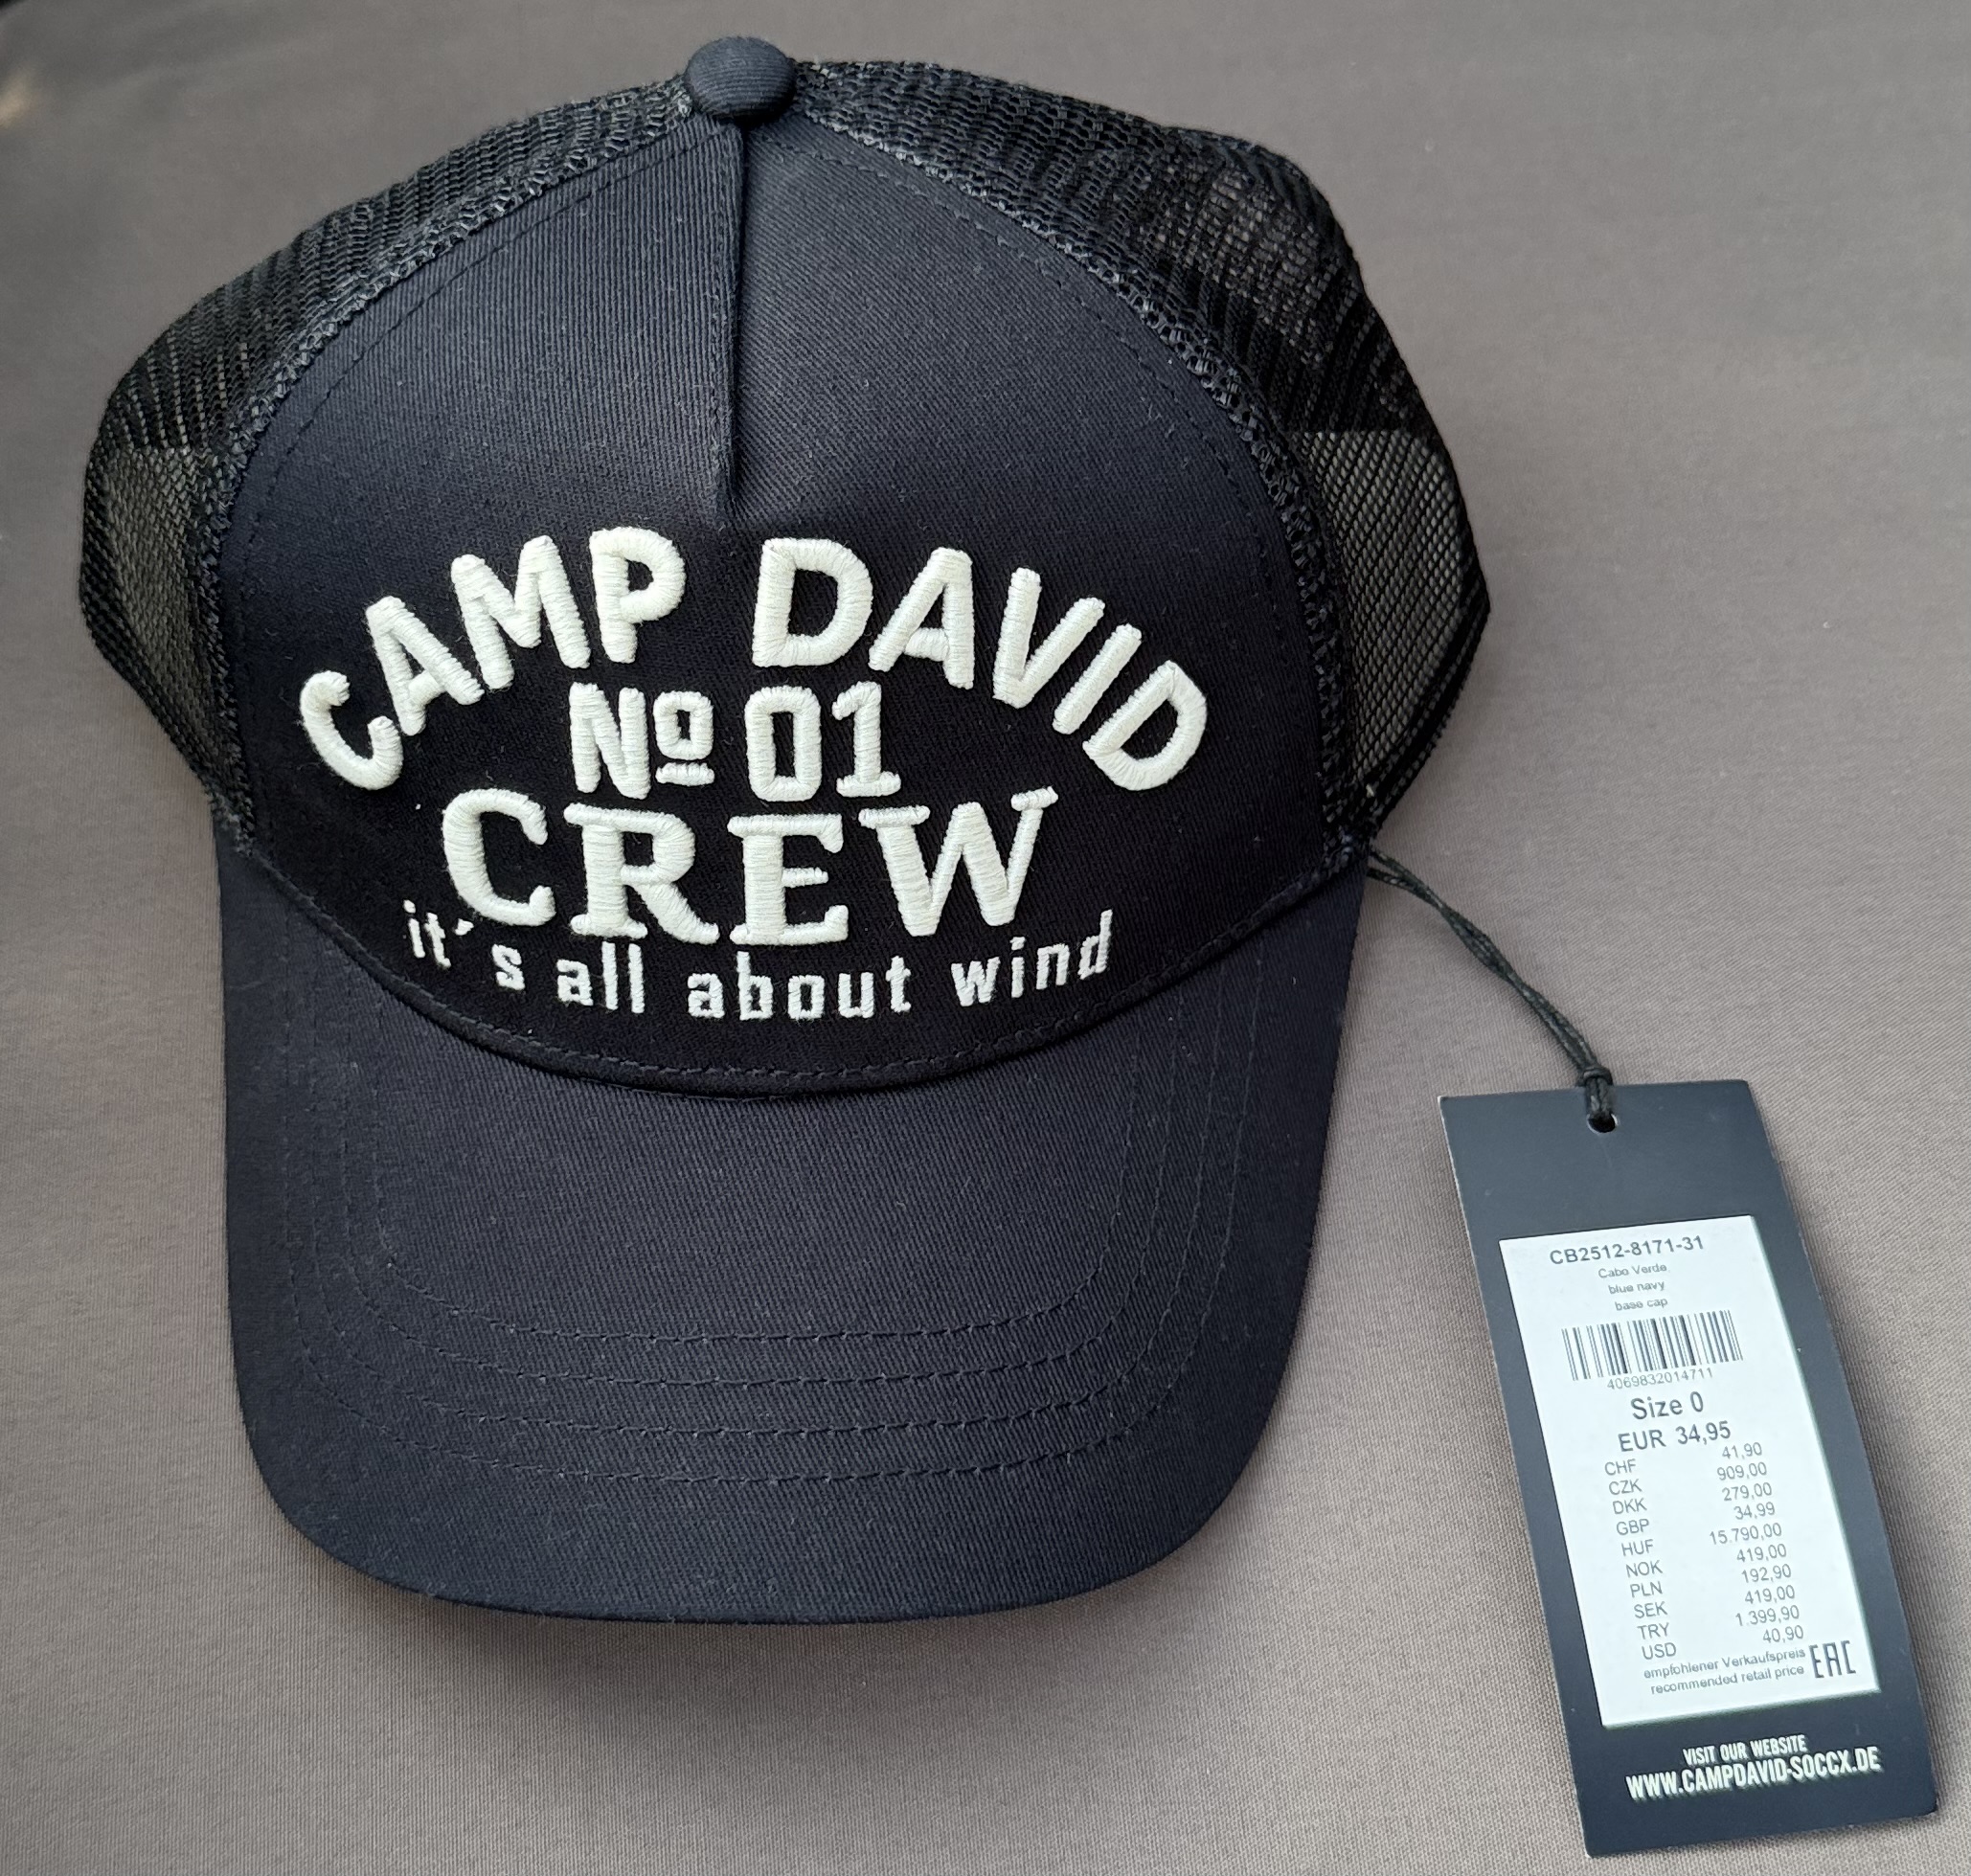 CAMP DAVID
№ 01
CREW
it´s all about wind
CB2512-8171-31
Cabo Verde
blue navy
base cap
4069832014711
Size 0
EUR 34,95
CHF 41,90
CZK 909,00
DKK 279,00
GBP 34,99
HUF 15.790,00
NOK 419,00
PLN 192,90
SEK 419,00
TRY 1.399,90
USD 40,90
empfohlener Verkaufspreis
recommended retail price
EAC
VISIT OUR WEBSITE
WWW.CAMPDAVID-SOCCX.DE